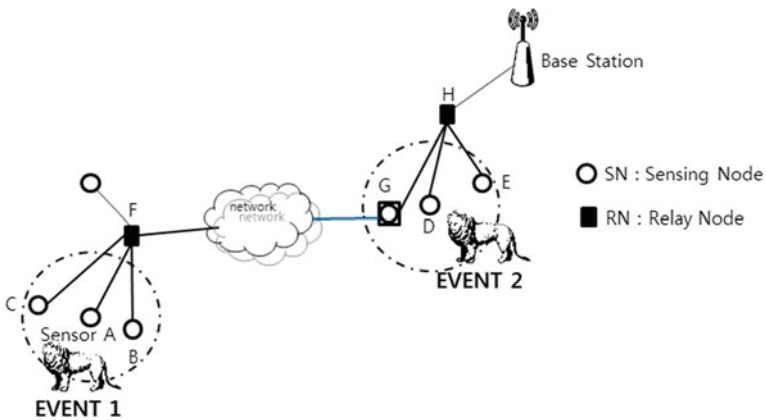 Base Station
H
G
E
D
SN : Sensing Node
RN : Relay Node
EVENT 2
F
network
network
C
Sensor A
B
EVENT 1